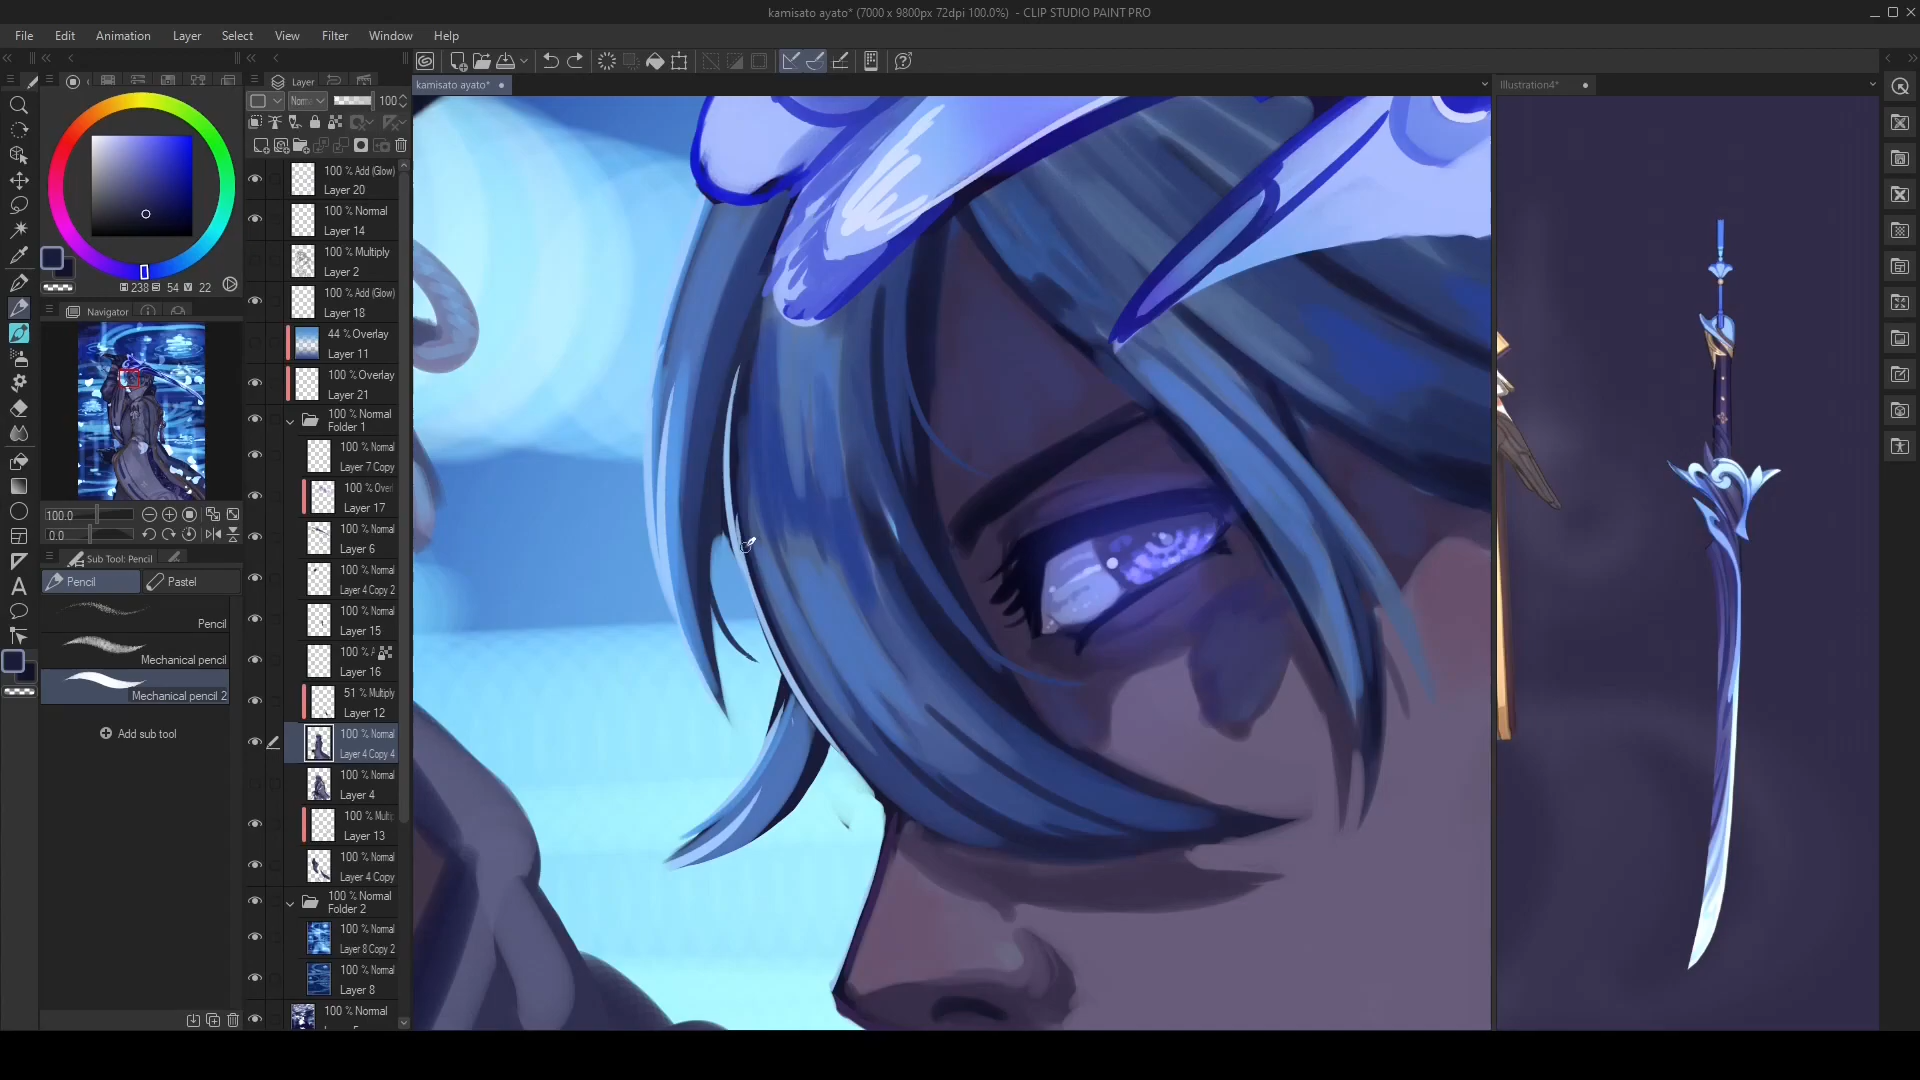 kamisato ayato* (7000 x 9800px 72dpi 100.0%) - CLIP STUDIO PAINT PRO
File Edit Animation Layer Select View Window Filter Help
kamisato ayato*
Illustration4*
Layer
Norma 100
100 % Add (Glow)
Layer 20
100 % Normal
Layer 14
100 % Multiply
Layer 2
100 % Add (Glow)
Layer 18
44 % Overlay
Layer 11
100 % Overlay
Layer 21
100 % Normal
Folder 1
100 % Normal
Layer 7 Copy
100 % Over
Layer 17
100 % Normal
Layer 6
100 % Normal
Layer 4 Copy 2
100 % Normal
Layer 15
100 %
Layer 16
51 % Multiply
Layer 12
100 % Normal
Layer 4 Copy 4
100 % Normal
Layer 4
100 % Multi
Layer 13
100 % Normal
Layer 4 Copy
100 % Normal
Folder 2
100 % Normal
Layer 8 Copy 2
100 % Normal
Layer 8
100 % Normal
H 238 S 54 V 22
Navigator
100.0
0.0
Sub Tool: Pencil
Pencil Pastel
Pencil
Mechanical pencil
Mechanical pencil 2
Add sub tool